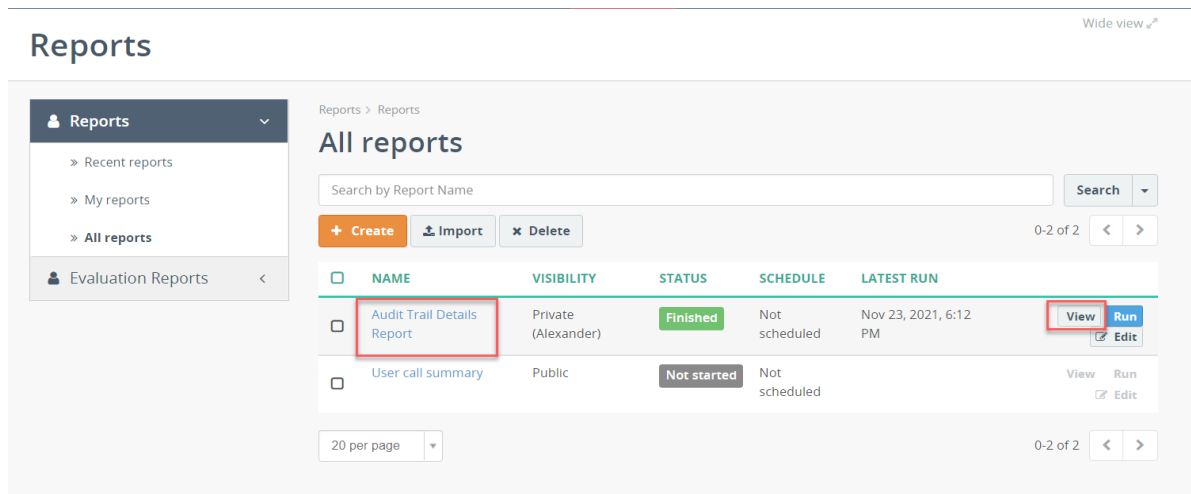 Wide view
Reports
Reports
Recent reports
My reports
All reports
Evaluation Reports
Reports > Reports
All reports
Search by Report Name
Search
+ Create
Import
× Delete
0-2 of 2 < >
NAME VISIBILITY STATUS SCHEDULE LATEST RUN
Audit Trail Details Private Finished Not Nov 23, 2021, 6:12 View Run
Report (Alexander) scheduled PM Edit
User call summary Public Not started Not View Run
scheduled Edit
20 per page
0-2 of 2 < >